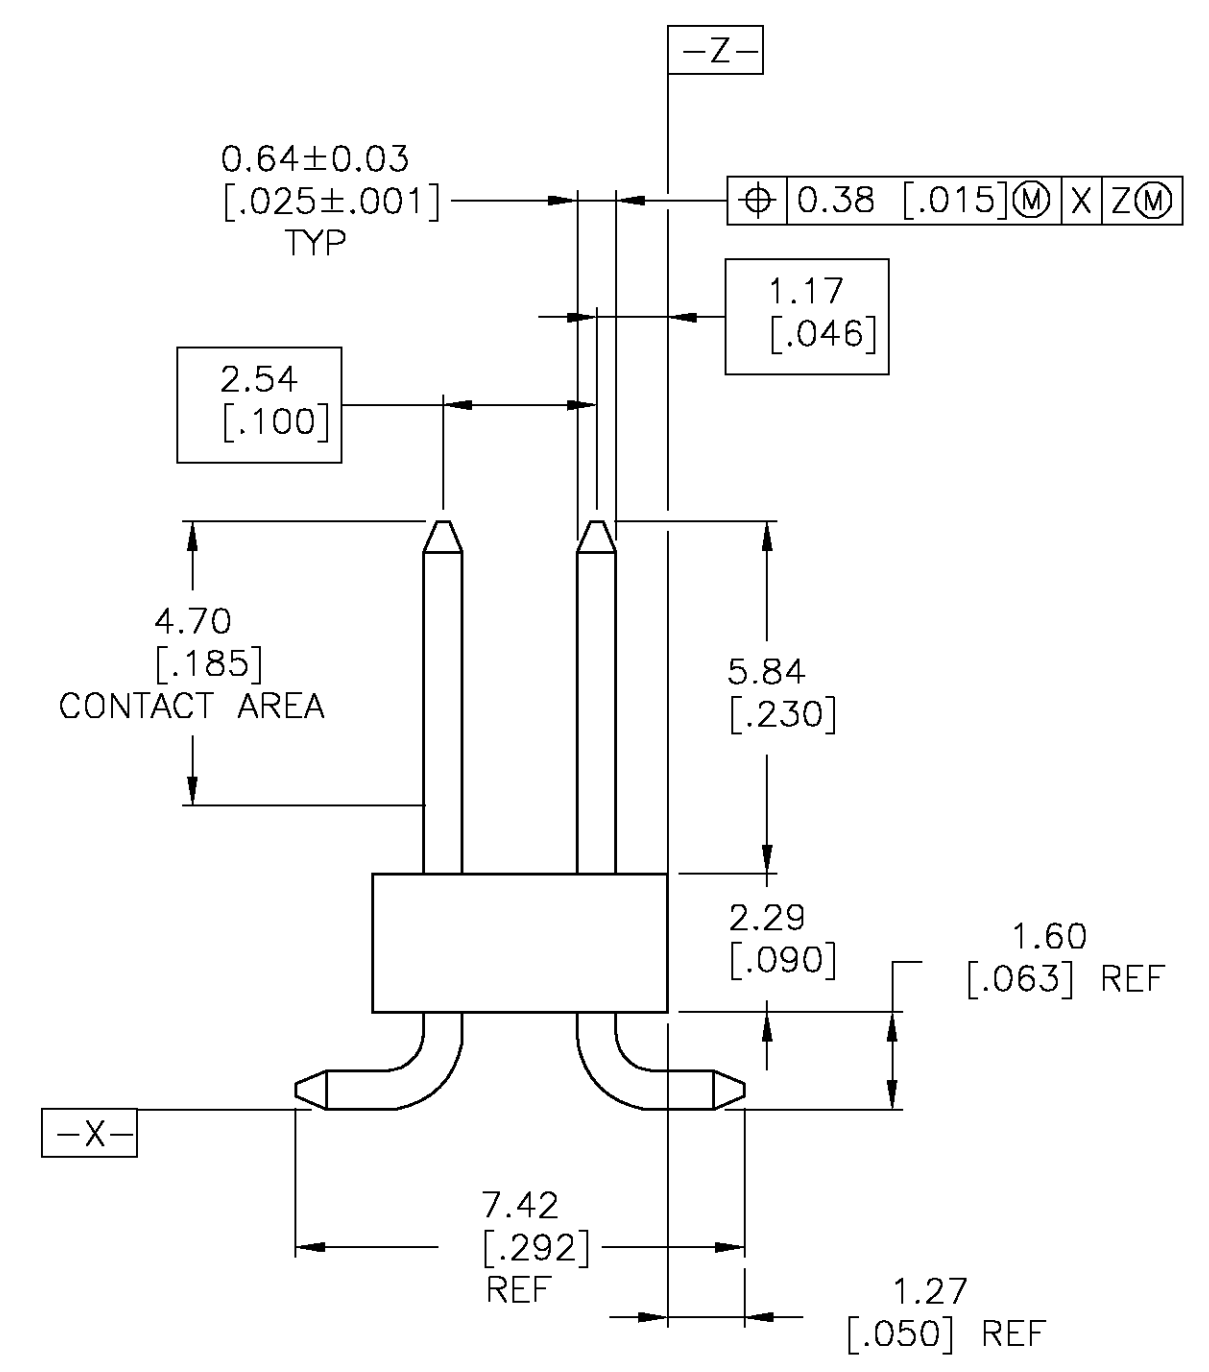 -Z-
0.64±0.03
[.025±.001]
TYP
⌖ 0.38 [.015]Ⓜ X ZⓂ
1.17
[.046]
2.54
[.100]
4.70
[.185]
CONTACT AREA
5.84
[.230]
2.29
[.090]
1.60
[.063] REF
-X-
7.42
[.292]
REF
1.27
[.050] REF